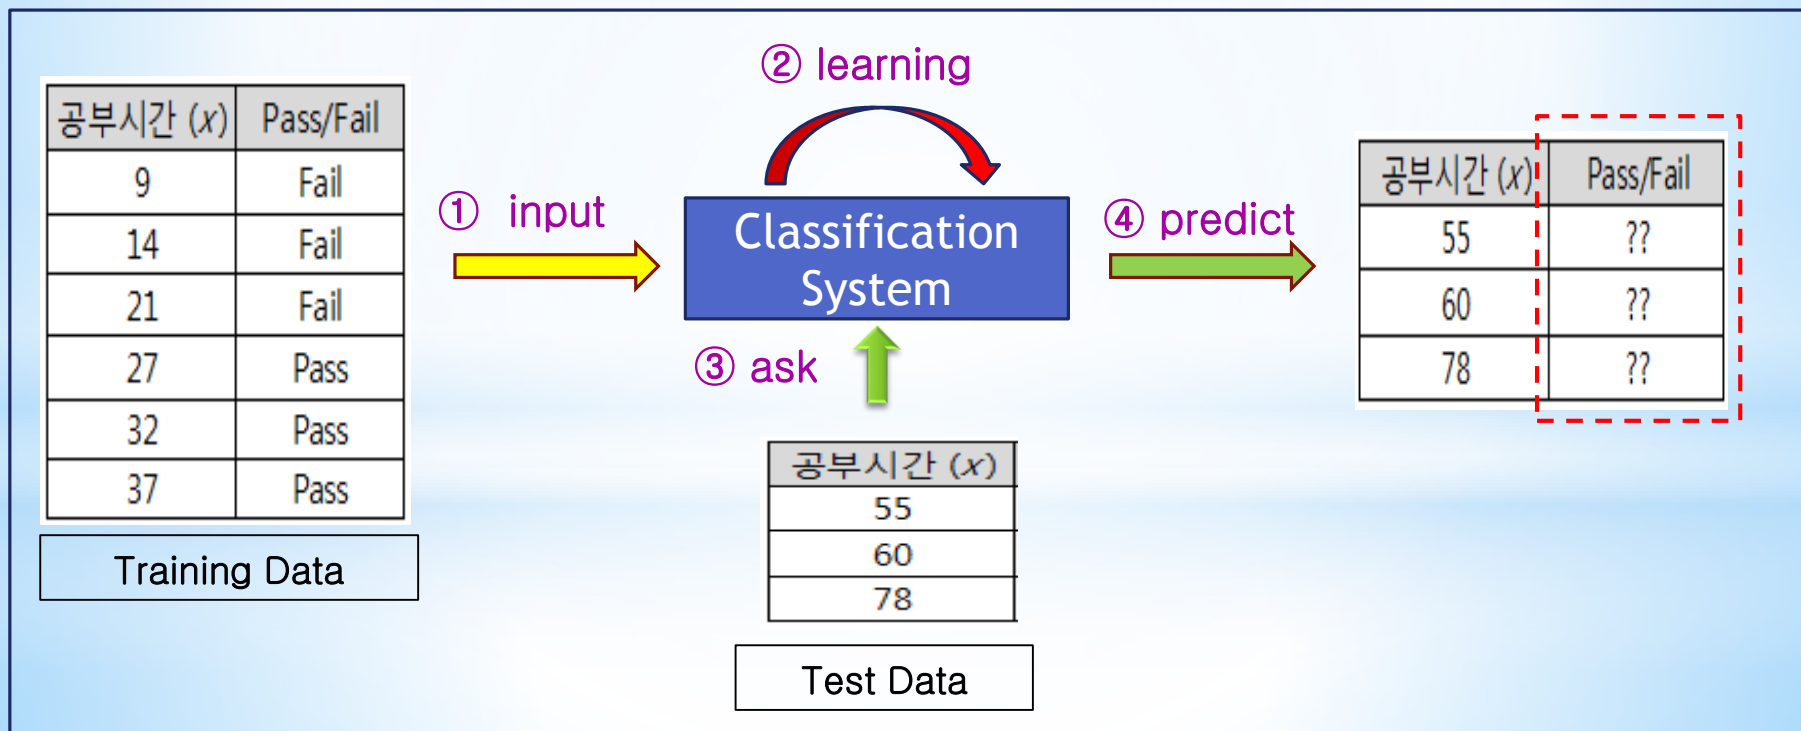 ② learning
공부시간 (x) Pass/Fail
9 Fail
14 Fail
21 Fail
27 Pass
32 Pass
37 Pass
Training Data
① input
Classification
System
③ ask
공부시간 (x)
55
60
78
Test Data
④ predict
공부시간 (x) Pass/Fail
55 ??
60 ??
78 ??